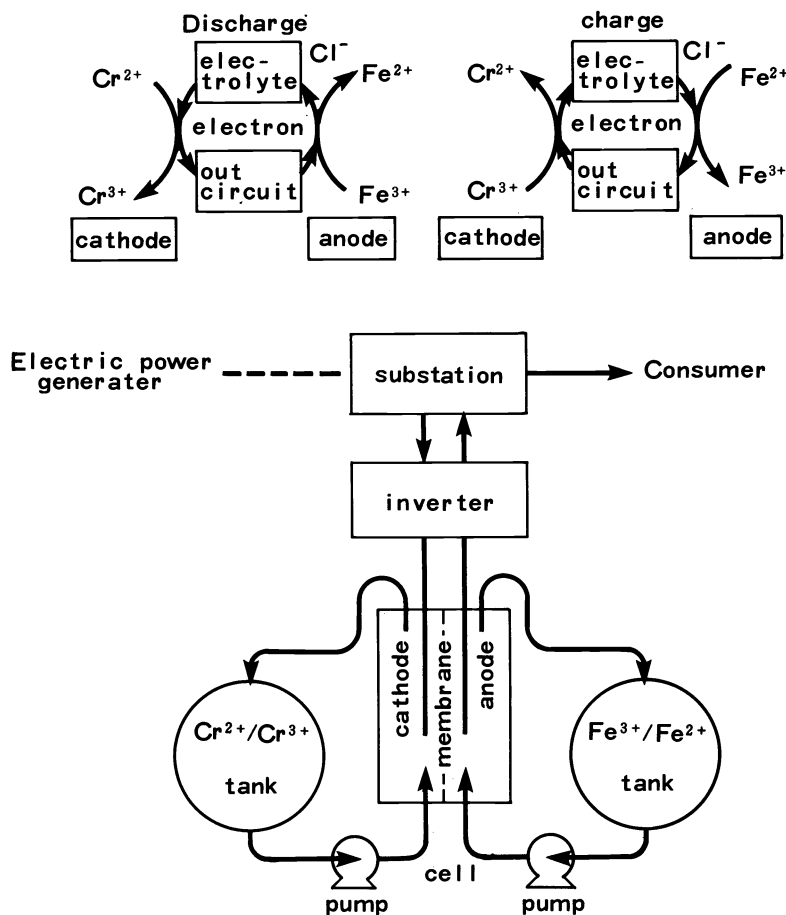 Discharge
Cl⁻
elec-
trolyte
Cr²⁺
Fe²⁺
electron
out
circuit
Cr³⁺
Fe³⁺
cathode
anode
charge
Cl⁻
elec-
trolyte
Cr²⁺
Fe²⁺
electron
out
circuit
Cr³⁺
Fe³⁺
cathode
anode
Electric power
generater
substation
Consumer
inverter
cathode
membrane
anode
Cr²⁺/Cr³⁺
tank
Fe³⁺/Fe²⁺
tank
cell
pump
pump